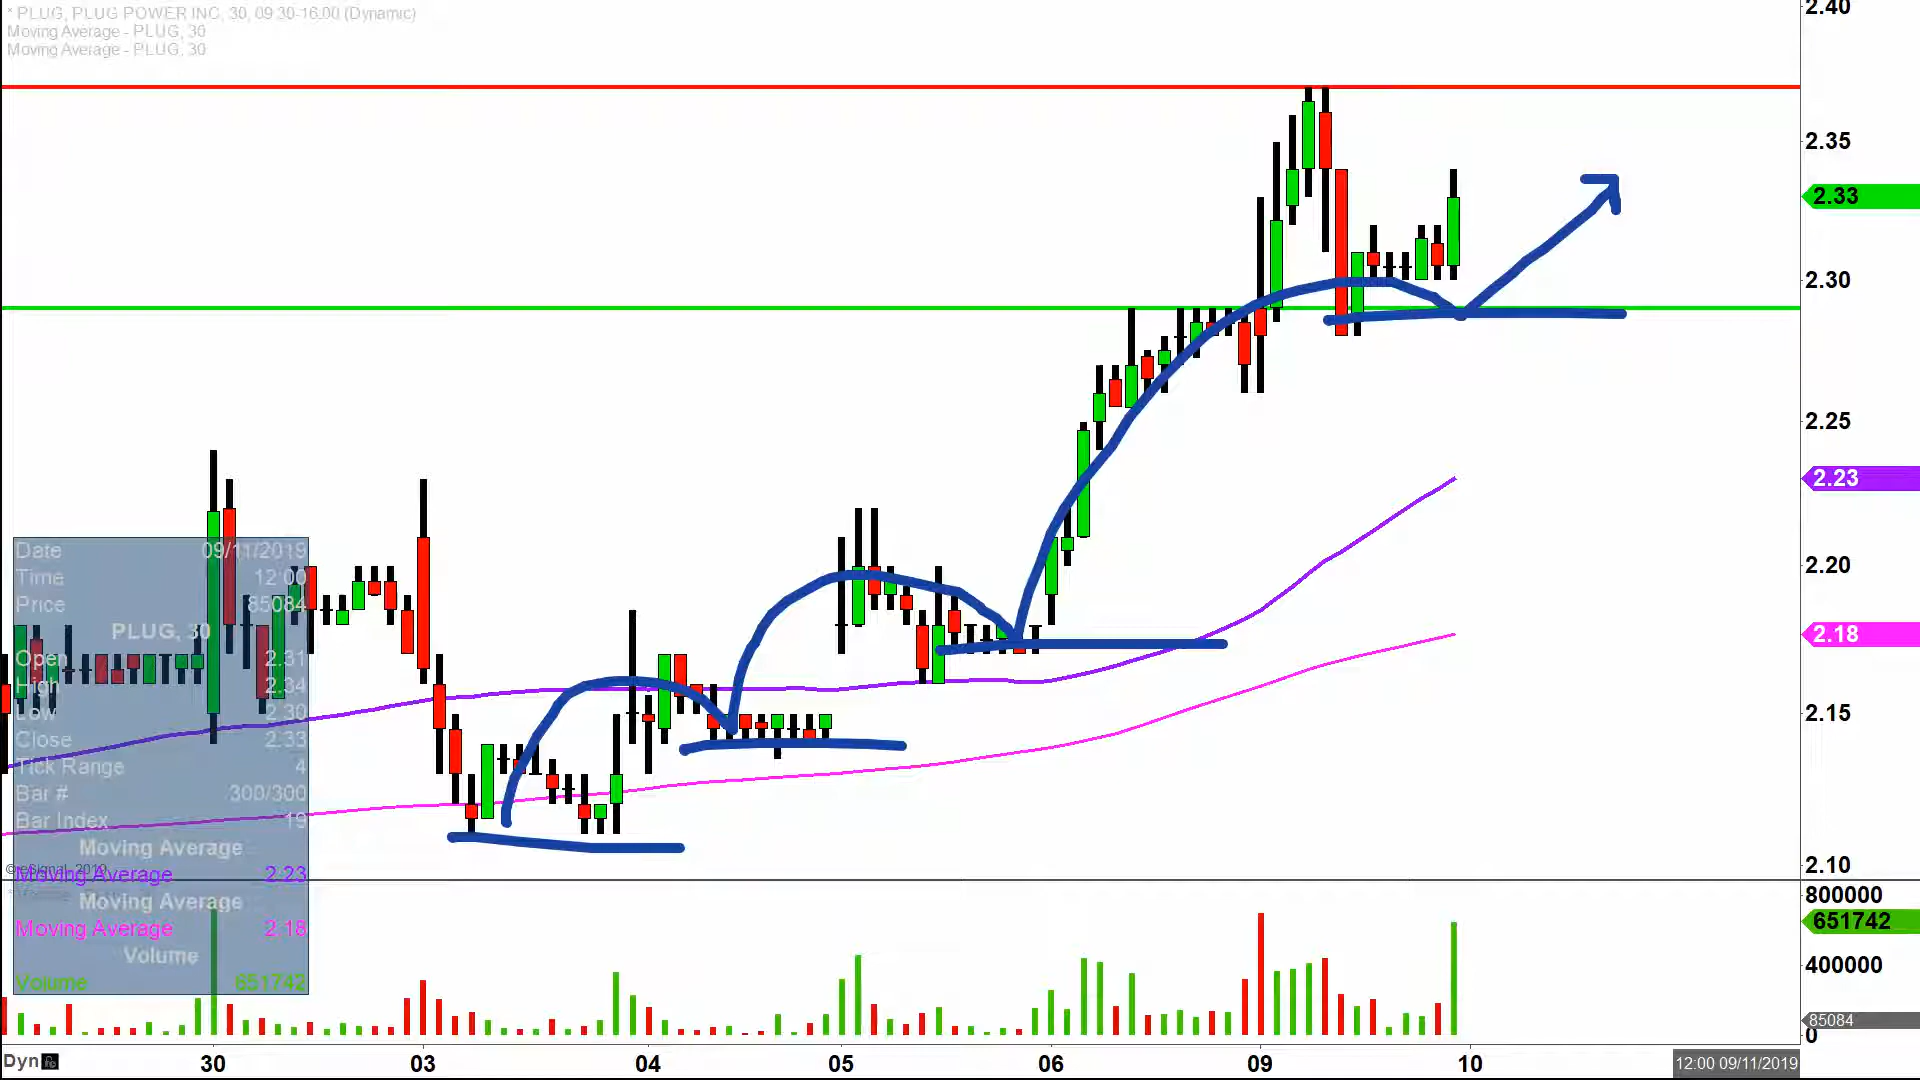 * PLUG, PLUG POWER INC, 30, 09:30-16:00 (Dynamic)
Moving Average - PLUG, 30
Moving Average - PLUG, 30
2.40
2.35
2.33
2.30
2.25
2.23
2.20
2.18
2.15
2.10
Date 09/11/2019
Time 12:00
Price 85084
PLUG, 30
Open 2.31
High 2.34
Low 2.30
Close 2.33
Tick Range 4
Bar # 300/300
Bar Index 19
Moving Average
© eSignal, 2019
Moving Average 2.23
Moving Average
Moving Average 2.18
Volume
Volume 651742
800000
651742
400000
85084
0
Dyn
30 03 04 05 06 09 10
12:00 09/11/2019